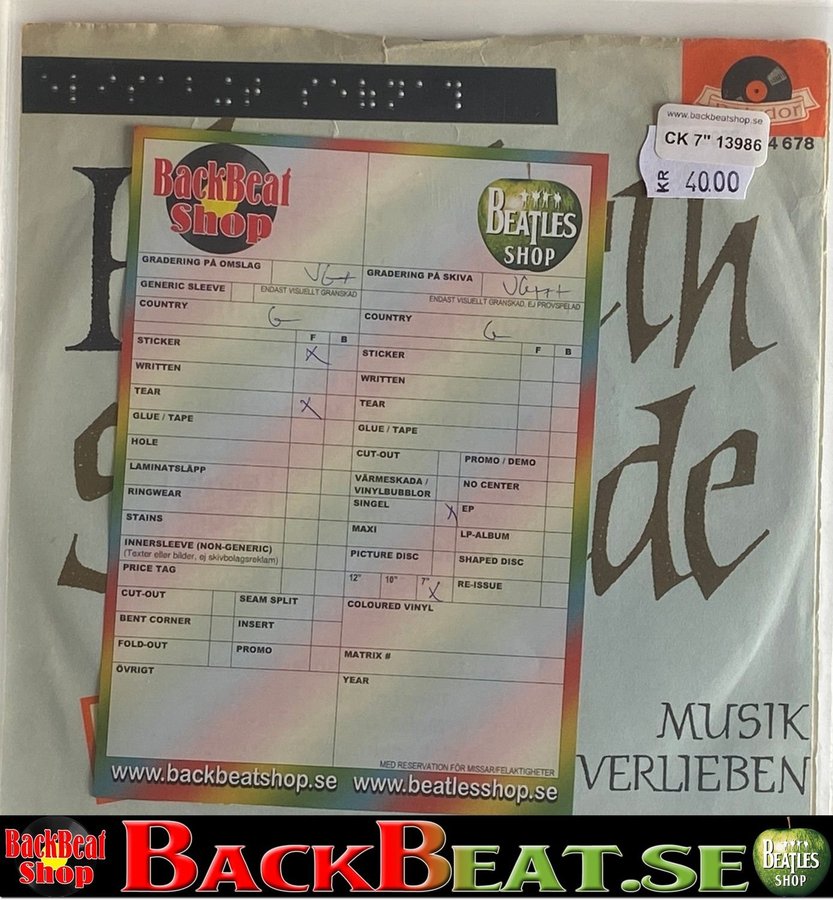 www.backbeatshop.se
CK 7" 13986
4 678
KR 40.00
BackBeat
Shop
BEATLES
SHOP
GRADERING PÅ OMSLAG VG+
ENDAST VISUELLT GRANSKAD
GENERIC SLEEVE
COUNTRY G
F B
STICKER X
WRITTEN
TEAR X
GLUE / TAPE
HOLE
LAMINATSLÄPP
RINGWEAR
STAINS
INNERSLEEVE (NON-GENERIC)
(Texter eller bilder, ej skivbolagsreklam)
PRICE TAG
CUT-OUT SEAM SPLIT
BENT CORNER INSERT
FOLD-OUT PROMO
ÖVRIGT
GRADERING PÅ SKIVA VG++
ENDAST VISUELLT GRANSKAD, EJ PROVSPELAD
COUNTRY G
F B
STICKER
WRITTEN
TEAR
GLUE / TAPE
CUT-OUT PROMO / DEMO
VÄRMESKADA /
VINYLBUBBLOR NO CENTER
SINGEL X EP
MAXI LP-ALBUM
PICTURE DISC SHAPED DISC
12" 10" 7" X RE-ISSUE
COLOURED VINYL
MATRIX #
YEAR
MED RESERVATION FÖR MISSAR/FELAKTIGHETER
www.backbeatshop.se www.beatlesshop.se
de
MUSIK
VERLIEBEN
BackBeat
Shop
BACKBEAT.SE
BEATLES
SHOP